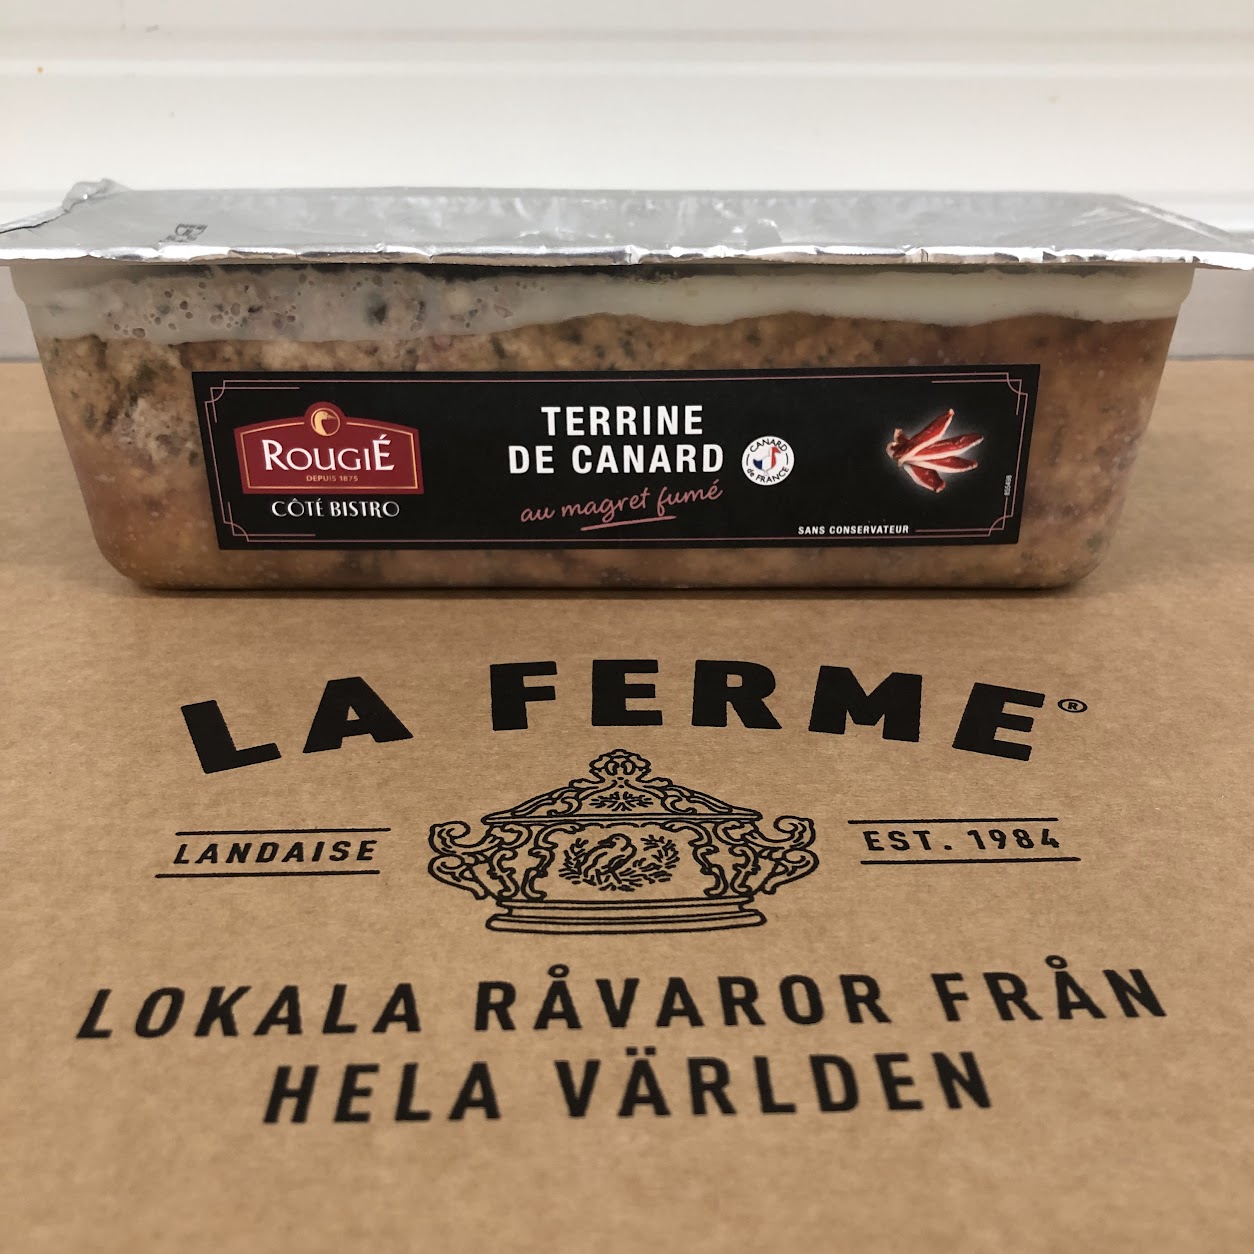 ROUGIÉ
DEPUIS 1875
CÔTÉ BISTRO
TERRINE
DE CANARD
au magret fumé
CANARD
de FRANCE
SANS CONSERVATEUR
LA FERME®
LANDAISE
EST. 1984
LOKALA RÅVAROR FRÅN
HELA VÄRLDEN